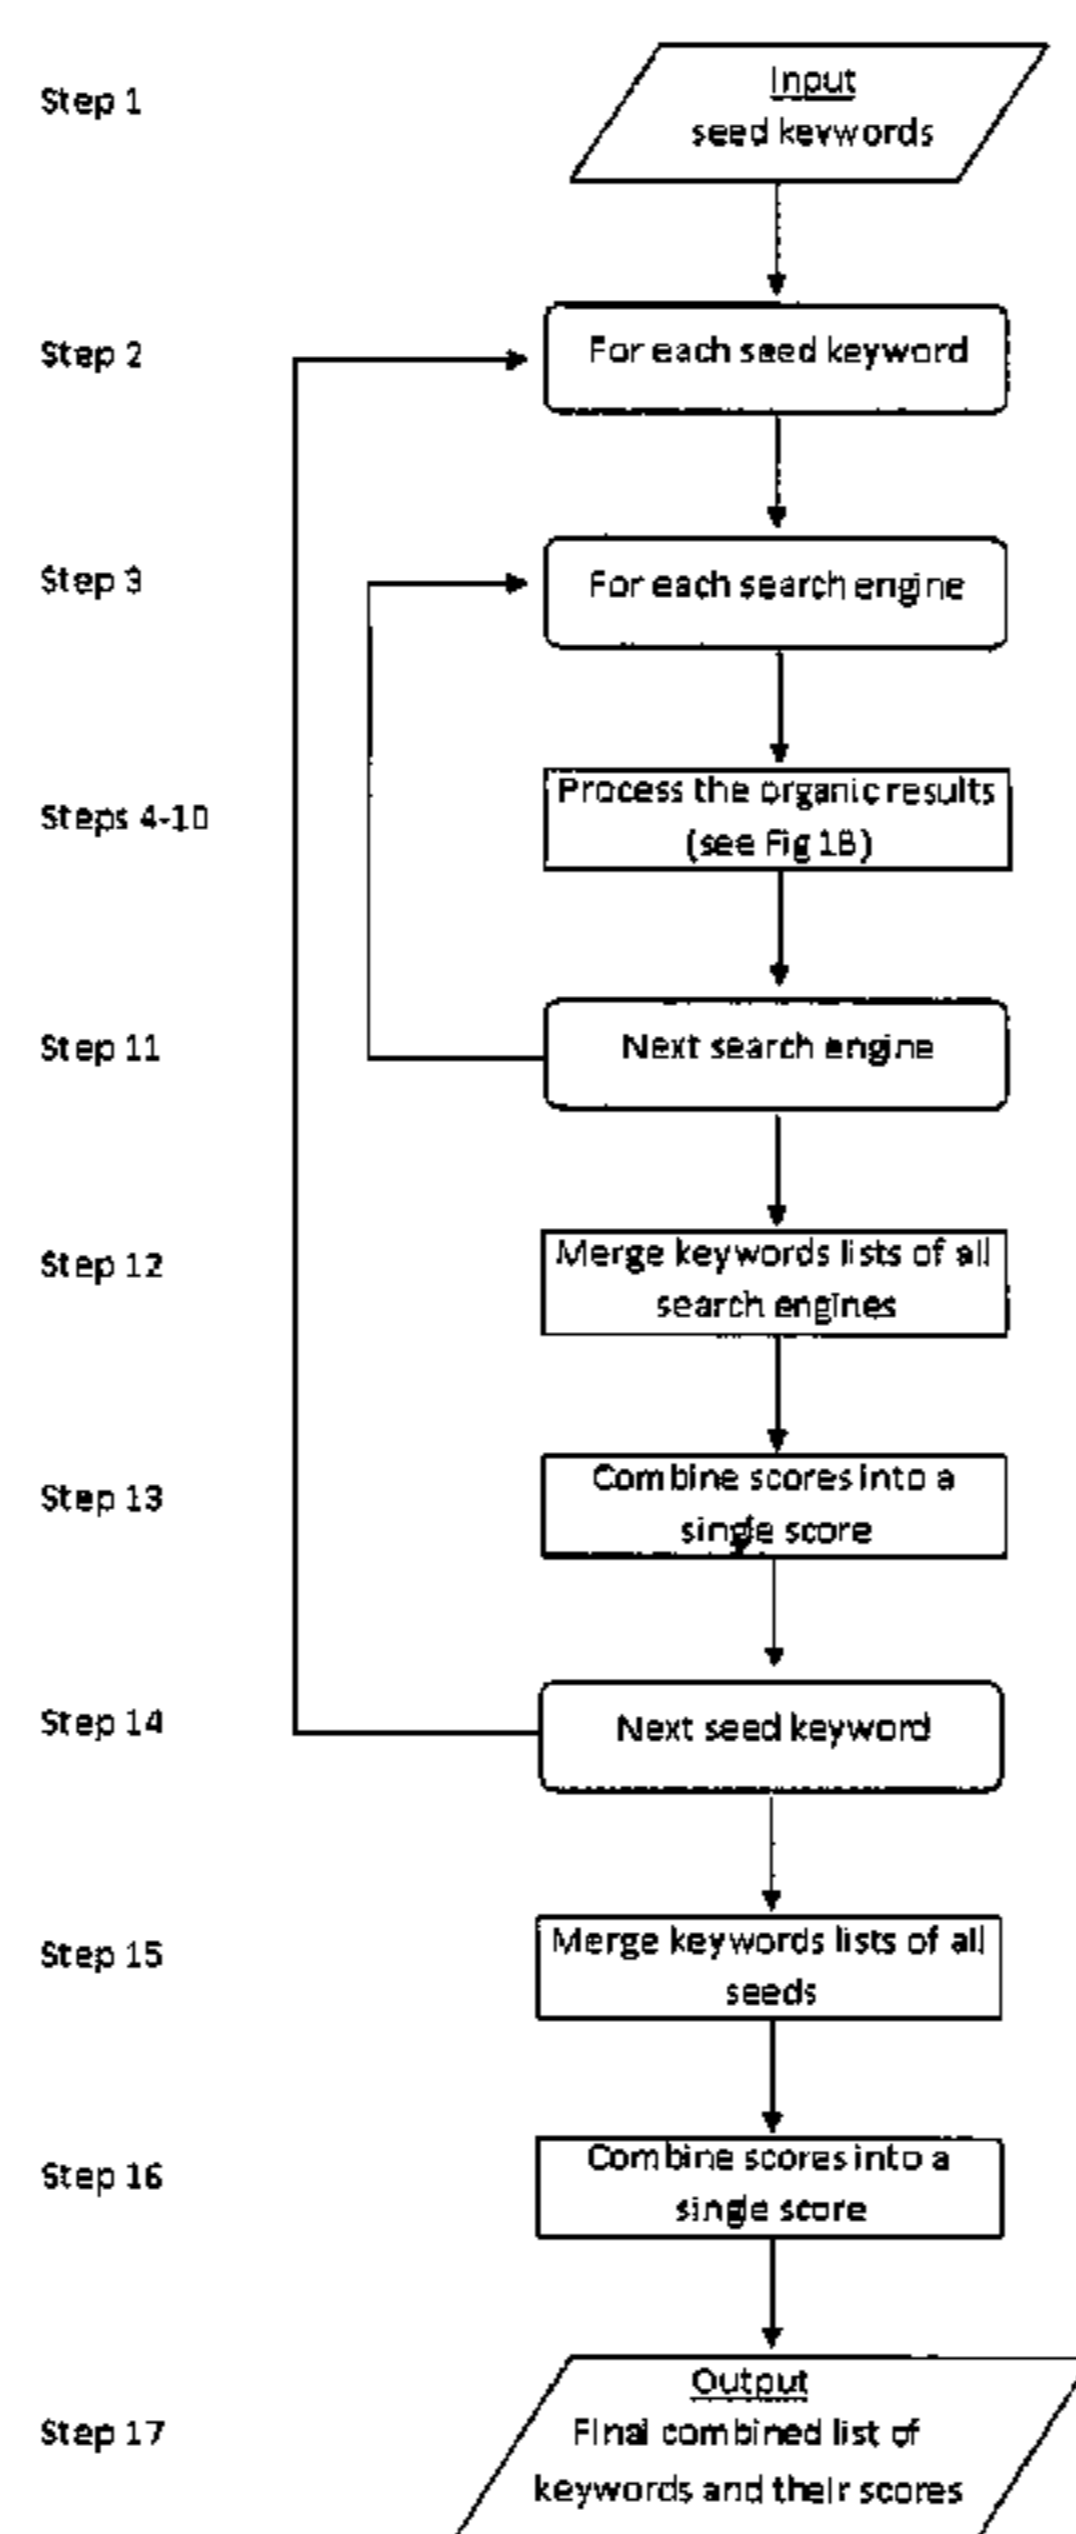 Step 1
Input
seed keywords
Step 2
For each seed keyword
Step 3
For each search engine
Steps 4-10
Process the organic results
(see Fig 1B)
Step 11
Next search engine
Step 12
Merge keywords lists of all
search engines
Step 13
Combine scores into a
single score
Step 14
Next seed keyword
Step 15
Merge keywords lists of all
seeds
Step 16
Combine scores into a
single score
Step 17
Output
Final combined list of
keywords and their scores